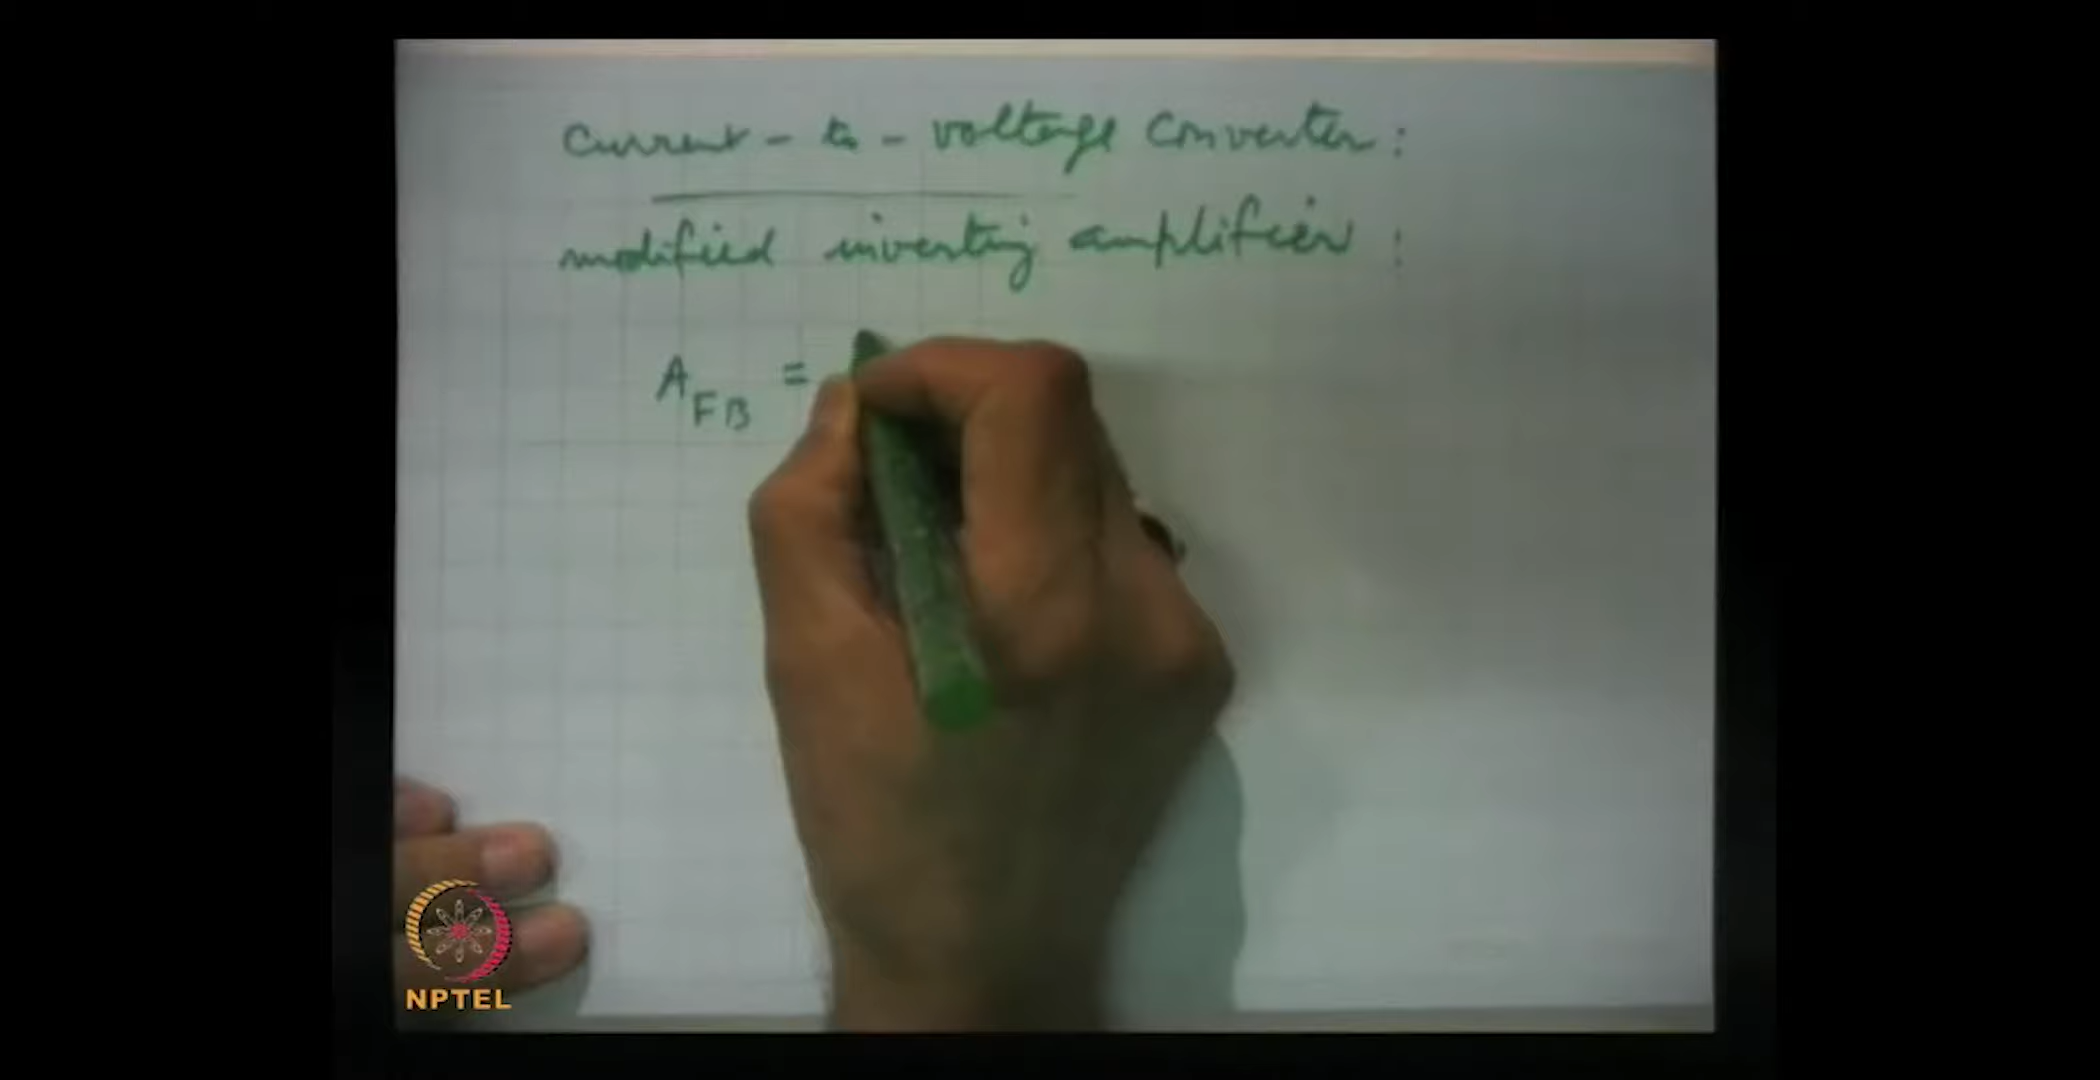 Current - to - voltage converter :
modified inverting amplifier :
A_FB =
NPTEL